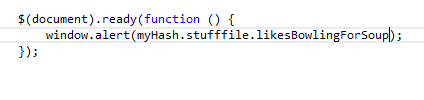 $(document).ready(function () {
    window.alert(myHash.stufffile.likesBowlingForSoup);
});